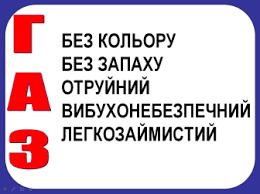 ГАЗ
БЕЗ КОЛЬОРУ
БЕЗ ЗАПАХУ
ОТРУЙНИЙ
ВИБУХОНЕБЕЗПЕЧНИЙ
ЛЕГКОЗАЙМИСТИЙ